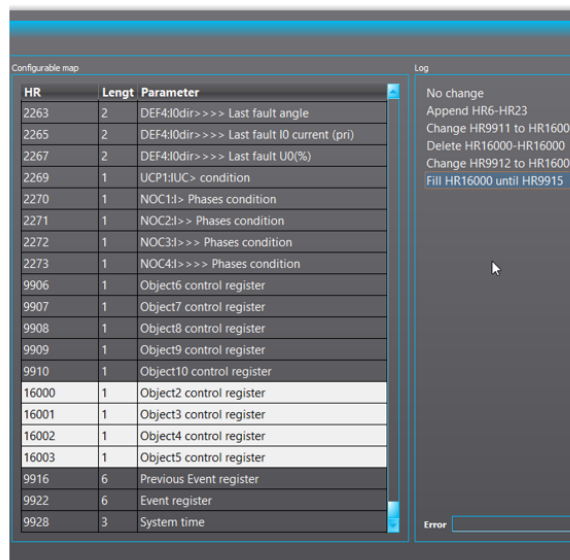 Configurable map
HR Lengt Parameter
2263 2 DEF4:I0dir>>>> Last fault angle
2265 2 DEF4:I0dir>>>> Last fault I0 current (pri)
2267 2 DEF4:I0dir>>>> Last fault U0(%)
2269 1 UCP1:IUC> condition
2270 1 NOC1:I> Phases condition
2271 1 NOC2:I>> Phases condition
2272 1 NOC3:I>>> Phases condition
2273 1 NOC4:I>>>> Phases condition
9906 1 Object6 control register
9907 1 Object7 control register
9908 1 Object8 control register
9909 1 Object9 control register
9910 1 Object10 control register
16000 1 Object2 control register
16001 1 Object3 control register
16002 1 Object4 control register
16003 1 Object5 control register
9916 6 Previous Event register
9922 6 Event register
9928 3 System time
Log
No change
Append HR6-HR23
Change HR9911 to HR1600
Delete HR16000-HR16000
Change HR9912 to HR1600
Fill HR16000 until HR9915
Error